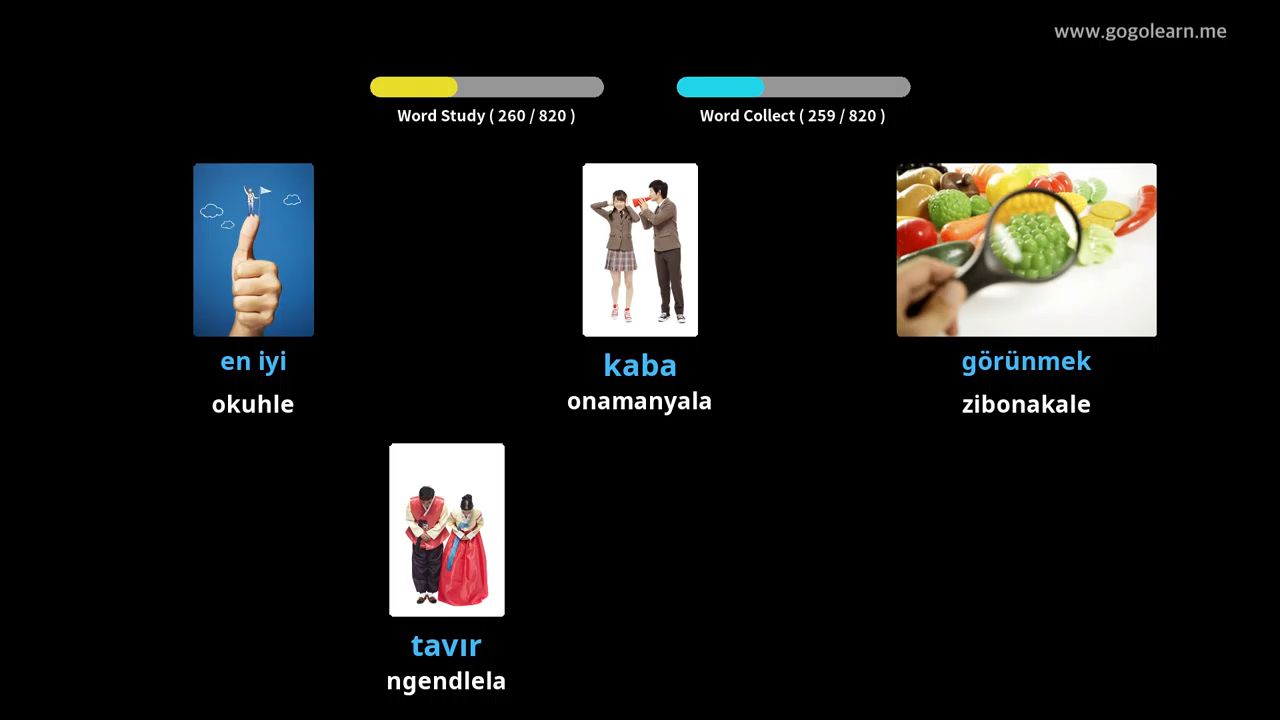 www.gogolearn.me
Word Study ( 260 / 820 )
Word Collect ( 259 / 820 )
en iyi
okuhle
kaba
onamanyala
görünmek
zibonakale
tavır
ngendlela